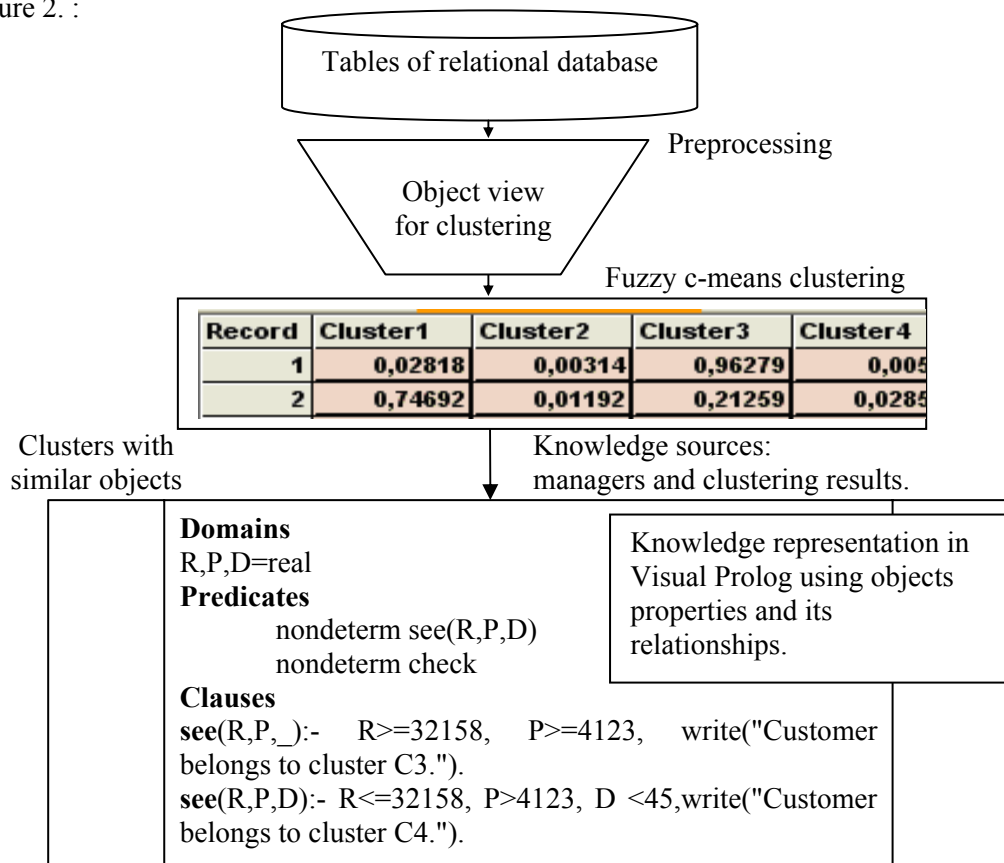 ure 2. :
Tables of relational database
Preprocessing
Object view
for clustering
Fuzzy c-means clustering
Record Cluster1 Cluster2 Cluster3 Cluster4
1 0,02818 0,00314 0,96279 0,005
2 0,74692 0,01192 0,21259 0,0285
Clusters with
similar objects
Knowledge sources:
managers and clustering results.
Domains
R,P,D=real
Predicates
nondeterm see(R,P,D)
nondeterm check
Clauses
see(R,P,_):- R>=32158, P>=4123, write("Customer
belongs to cluster C3.").
see(R,P,D):- R<=32158, P>4123, D <45,write("Customer
belongs to cluster C4.").
Knowledge representation in
Visual Prolog using objects
properties and its
relationships.